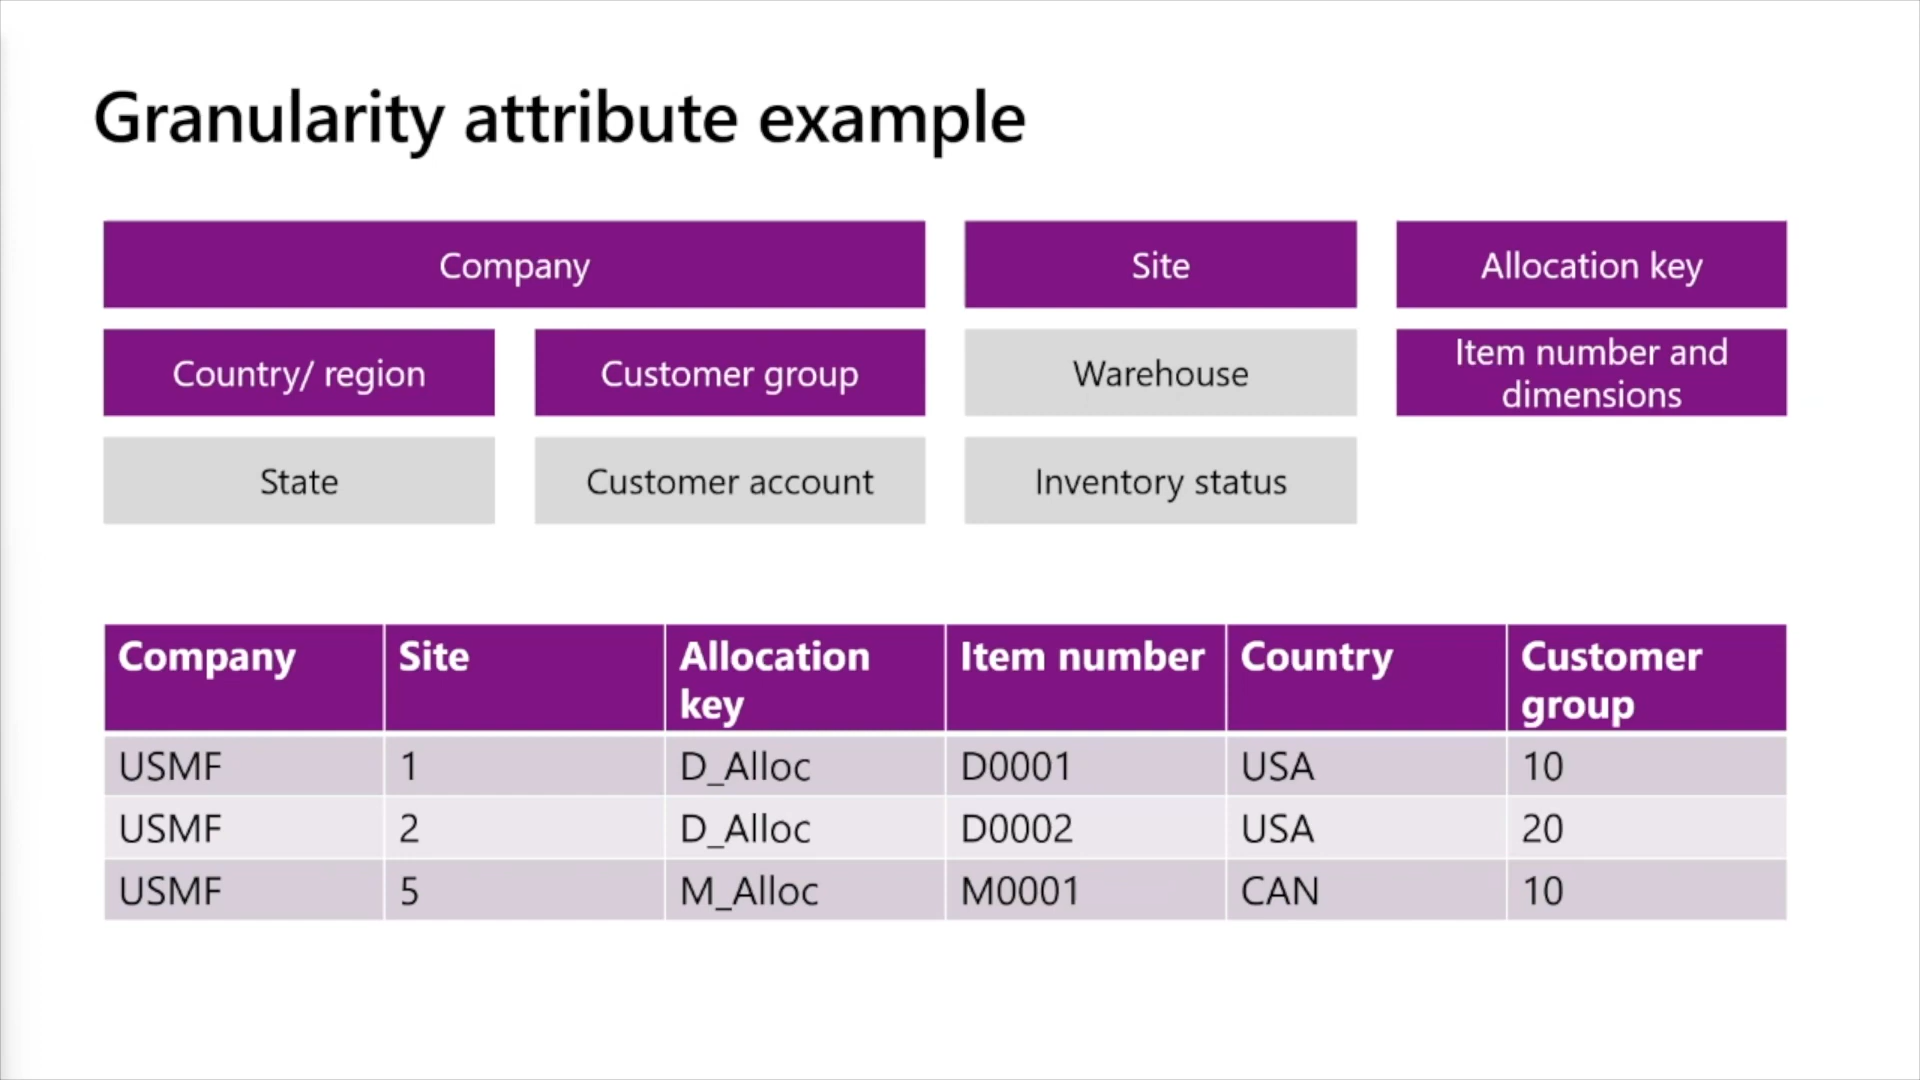 Granularity attribute example
Company
Site
Allocation key
Country/ region
Customer group
Warehouse
Item number and
dimensions
State
Customer account
Inventory status
Company Site Allocation key Item number Country Customer group
USMF 1 D_Alloc D0001 USA 10
USMF 2 D_Alloc D0002 USA 20
USMF 5 M_Alloc M0001 CAN 10